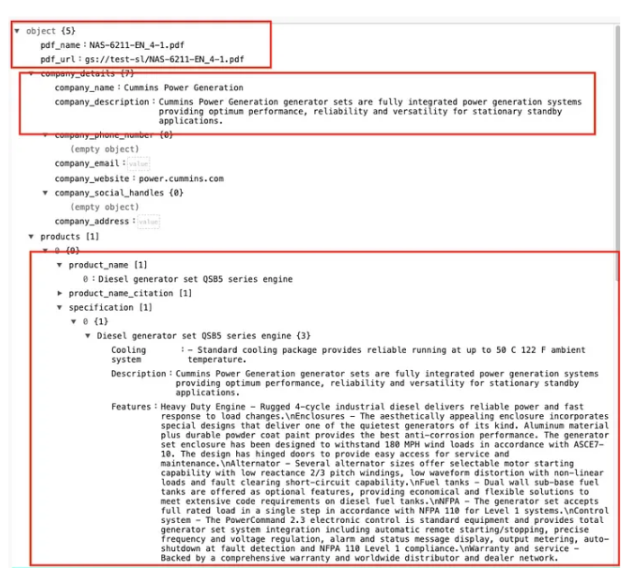 object {5}
pdf_name : NAS-6211-EN_4-1.pdf
pdf_url : gs://test-sl/NAS-6211-EN_4-1.pdf
company_details {7}
company_name : Cummins Power Generation
company_description : Cummins Power Generation generator sets are fully integrated power generation systems
providing optimum performance, reliability and versatility for stationary standby
applications.
company_phone_number {0}
(empty object)
company_email : value
company_website : power.cummins.com
company_social_handles {0}
(empty object)
company_address : value
products [1]
0 {9}
product_name [1]
0 : Diesel generator set QSB5 series engine
product_name_citation [1]
specification [1]
0 {1}
Diesel generator set QSB5 series engine {3}
Cooling system : - Standard cooling package provides reliable running at up to 50 C 122 F ambient
temperature.
Description : Cummins Power Generation generator sets are fully integrated power generation systems
providing optimum performance, reliability and versatility for stationary standby
applications.
Features : Heavy Duty Engine - Rugged 4-cycle industrial diesel delivers reliable power and fast
response to load changes.\nEnclosures - The aesthetically appealing enclosure incorporates
special designs that deliver one of the quietest generators of its kind. Aluminum material
plus durable powder coat paint provides the best anti-corrosion performance. The generator
set enclosure has been designed to withstand 180 MPH wind loads in accordance with ASCE7-
10. The design has hinged doors to provide easy access for service and
maintenance.\nAlternator - Several alternator sizes offer selectable motor starting
capability with low reactance 2/3 pitch windings, low waveform distortion with non-linear
loads and fault clearing short-circuit capability.\nFuel tanks - Dual wall sub-base fuel
tanks are offered as optional features, providing economical and flexible solutions to
meet extensive code requirements on diesel fuel tanks.\nNFPA - The generator set accepts
full rated load in a single step in accordance with NFPA 110 for Level 1 systems.\nControl
system - The PowerCommand 2.3 electronic control is standard equipment and provides total
generator set system integration including automatic remote starting/stopping, precise
frequency and voltage regulation, alarm and status message display, output metering, auto-
shutdown at fault detection and NFPA 110 Level 1 compliance.\nWarranty and service -
Backed by a comprehensive warranty and worldwide distributor and dealer network.